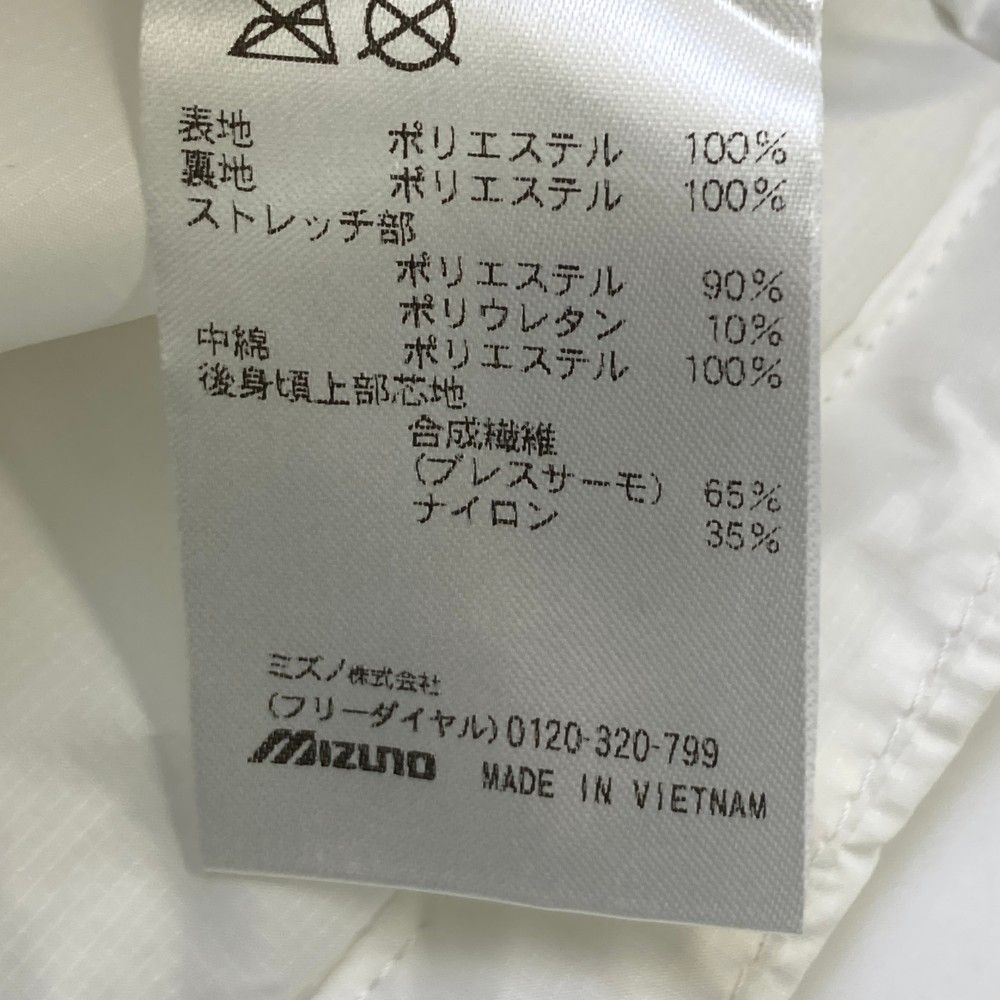 表地 ポリエステル 100%
裏地 ポリエステル 100%
ストレッチ部
ポリエステル 90%
ポリウレタン 10%
中綿 ポリエステル 100%
後身頃上部芯地
合成繊維
(ブレスサーモ) 65%
ナイロン 35%
ミズノ株式会社
(フリーダイヤル)0120-320-799
MIZUNO MADE IN VIETNAM